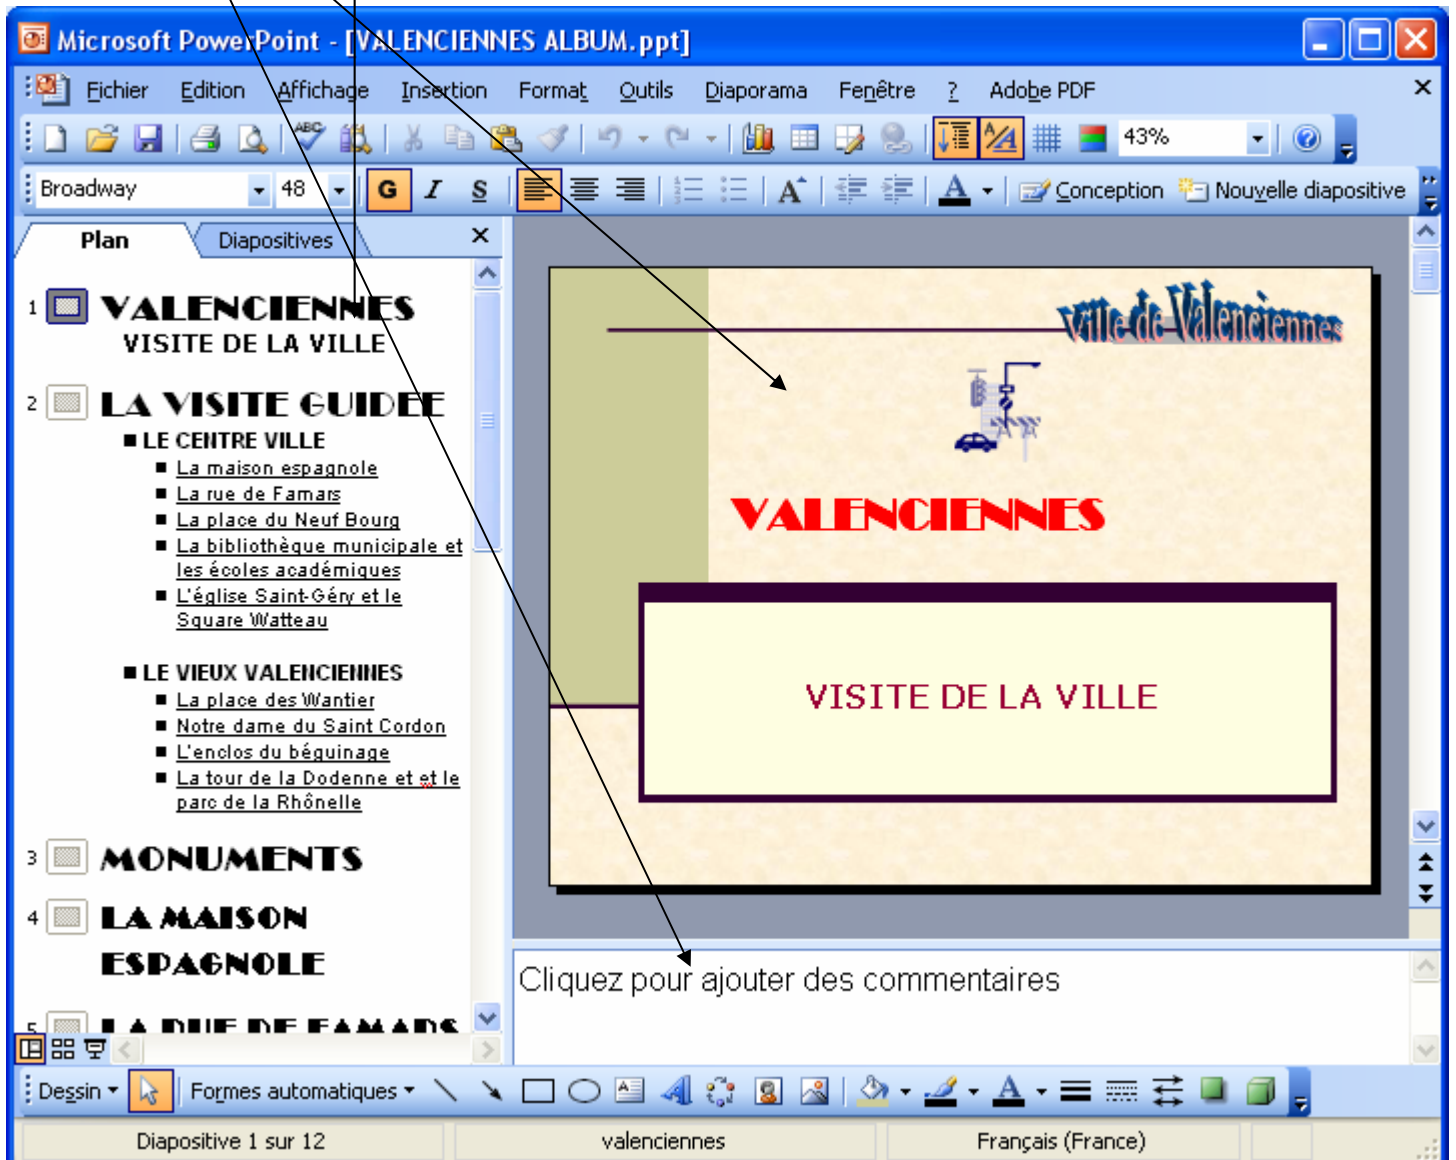 Microsoft PowerPoint - [VALENCIENNES ALBUM.ppt]
Fichier Edition Affichage Insertion Format Outils Diaporama Fenêtre ? Adobe PDF
ABC 43%
Broadway 48 G I S A A Conception Nouvelle diapositive
Plan Diapositives
1 VALENCIENNES
VISITE DE LA VILLE
2 LA VISITE GUIDEE
LE CENTRE VILLE
La maison espagnole
La rue de Famars
La place du Neuf Bourg
La bibliothèque municipale et
les écoles académiques
L'église Saint-Géry et le
Square Watteau
LE VIEUX VALENCIENNES
La place des Wantier
Notre dame du Saint Cordon
L'enclos du béguinage
La tour de la Dodenne et et le
parc de la Rhônelle
3 MONUMENTS
4 LA MAISON
ESPAGNOLE
5 LA RUE DE FAMARS
Ville de Valenciennes
VALENCIENNES
VISITE DE LA VILLE
Cliquez pour ajouter des commentaires
Dessin Formes automatiques A A
Diapositive 1 sur 12 valenciennes Français (France)